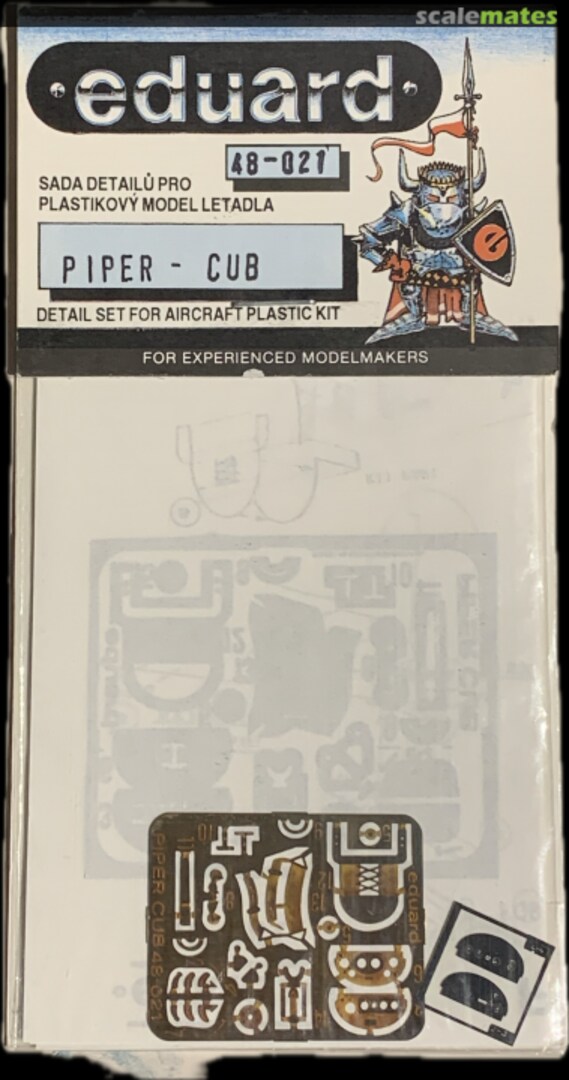 scalemates
eduard
48-021
SADA DETAILŮ PRO
PLASTIKOVÝ MODEL LETADLA
PIPER - CUB
DETAIL SET FOR AIRCRAFT PLASTIC KIT
e
FOR EXPERIENCED MODELMAKERS
PIPER CUB 48-021
eduard